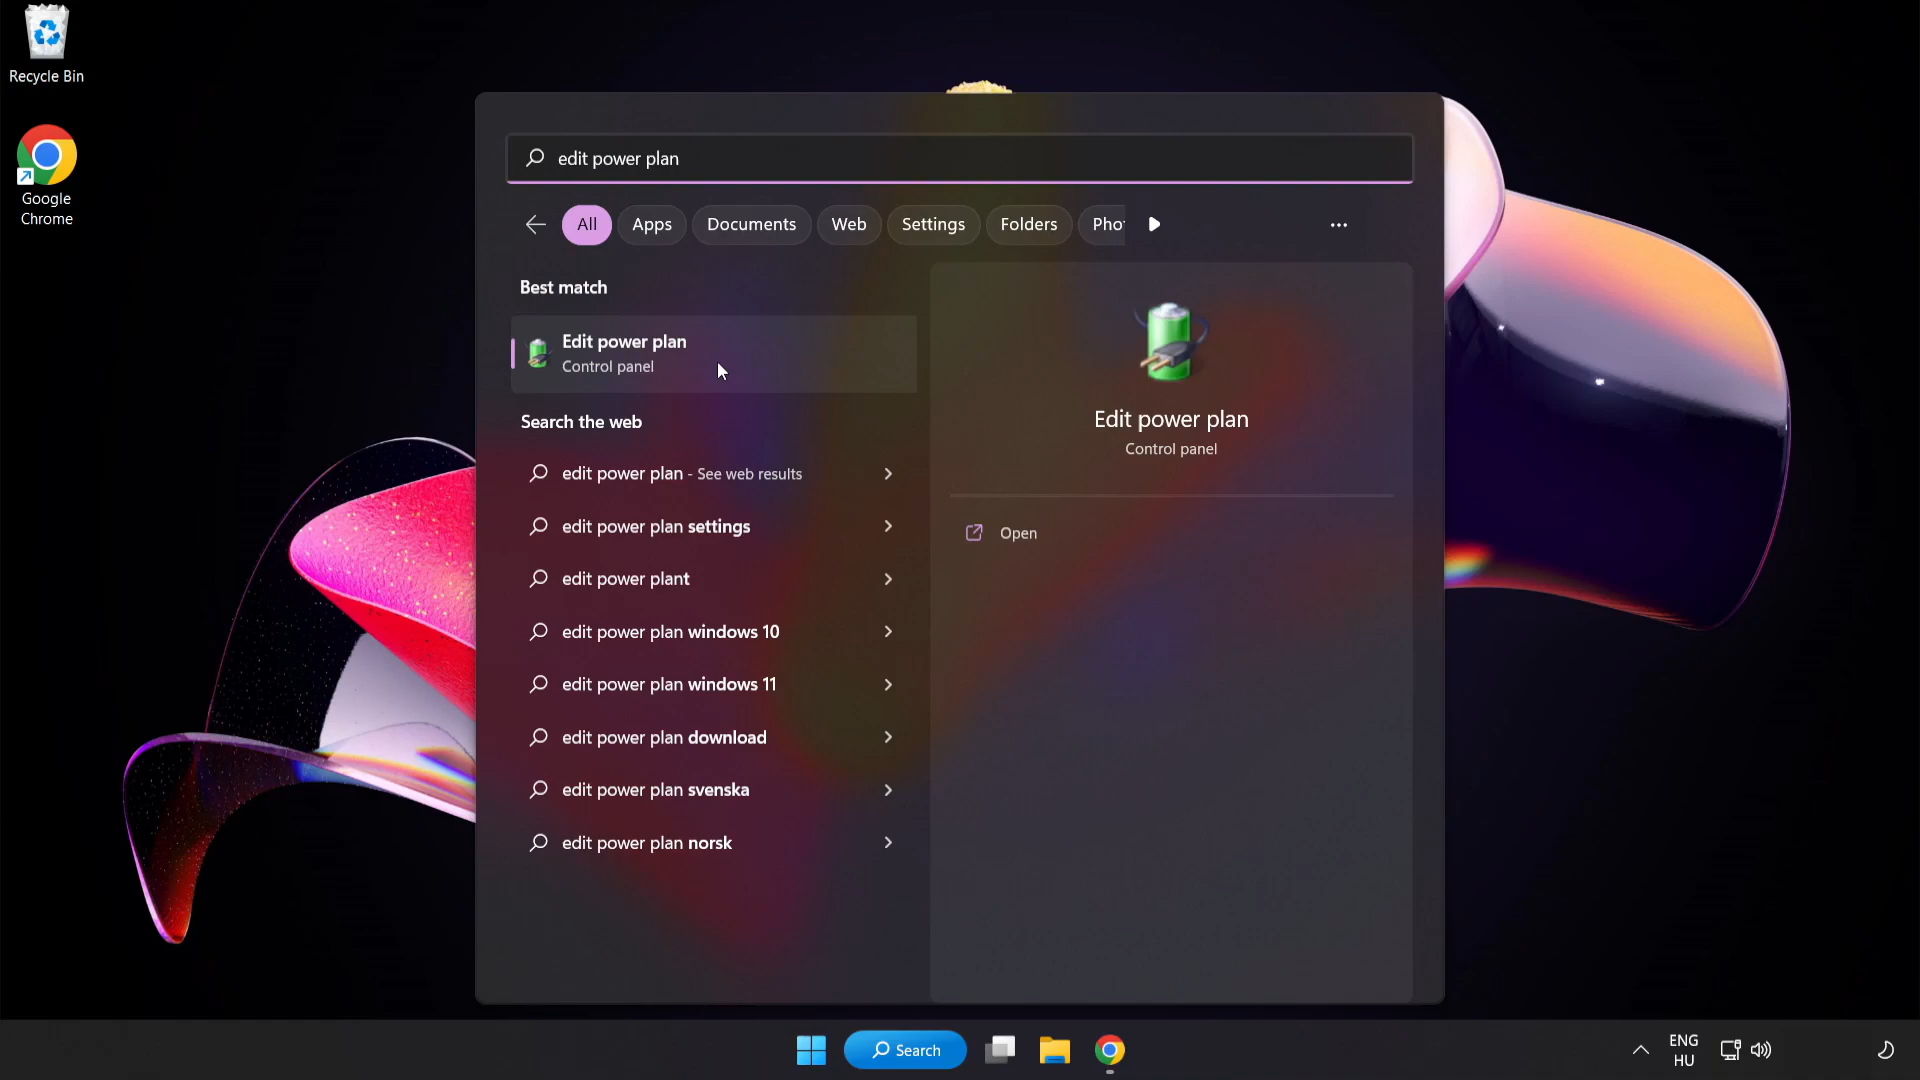 Recycle Bin
Google
Chrome
edit power plan
All
Apps
Documents
Web
Settings
Folders
Pho
Best match
Edit power plan
Control panel
Search the web
edit power plan - See web results
edit power plan settings
edit power plant
edit power plan windows 10
edit power plan windows 11
edit power plan download
edit power plan svenska
edit power plan norsk
Edit power plan
Control panel
Open
Search
ENG
HU